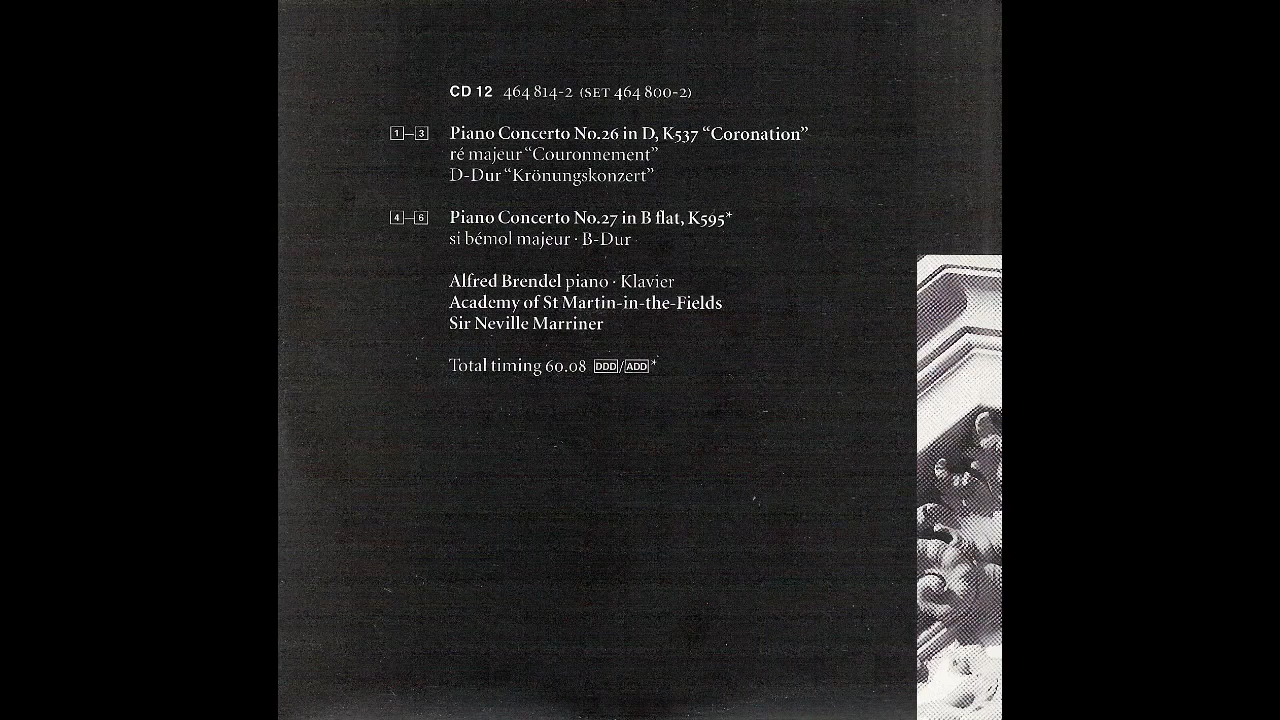 CD 12 464 814-2 (SET 464 800-2)
1–3 Piano Concerto No.26 in D, K537 “Coronation”
ré majeur “Couronnement”
D-Dur “Krönungskonzert”
4–6 Piano Concerto No.27 in B flat, K595*
si bémol majeur · B-Dur
Alfred Brendel piano · Klavier
Academy of St Martin-in-the-Fields
Sir Neville Marriner
Total timing 60.08 DDD/ADD*